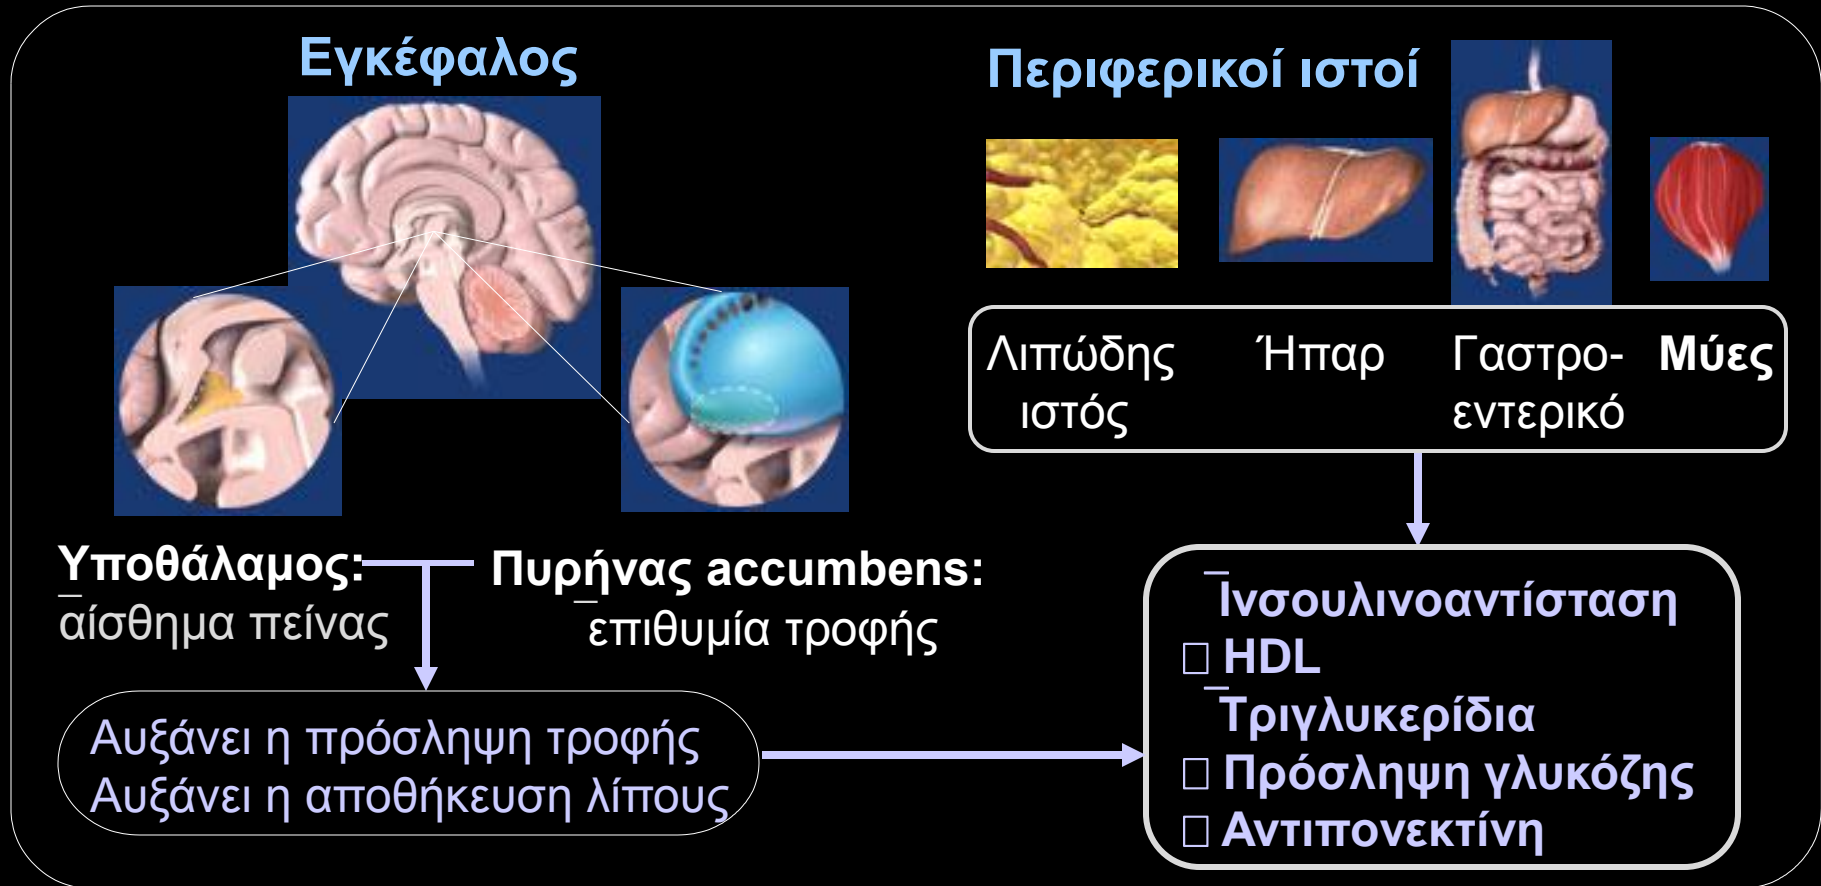 Εγκέφαλος
Περιφερικοί ιστοί
Λιπώδης
ιστός
Ήπαρ
Γαστρο-
εντερικό
Μύες
Υποθάλαμος:
¯αίσθημα πείνας
Πυρήνας accumbens:
¯επιθυμία τροφής
Αυξάνει η πρόσληψη τροφής
Αυξάνει η αποθήκευση λίπους
¯Ινσουλινοαντίσταση
□ HDL
¯Τριγλυκερίδια
□ Πρόσληψη γλυκόζης
□ Αντιπονεκτίνη